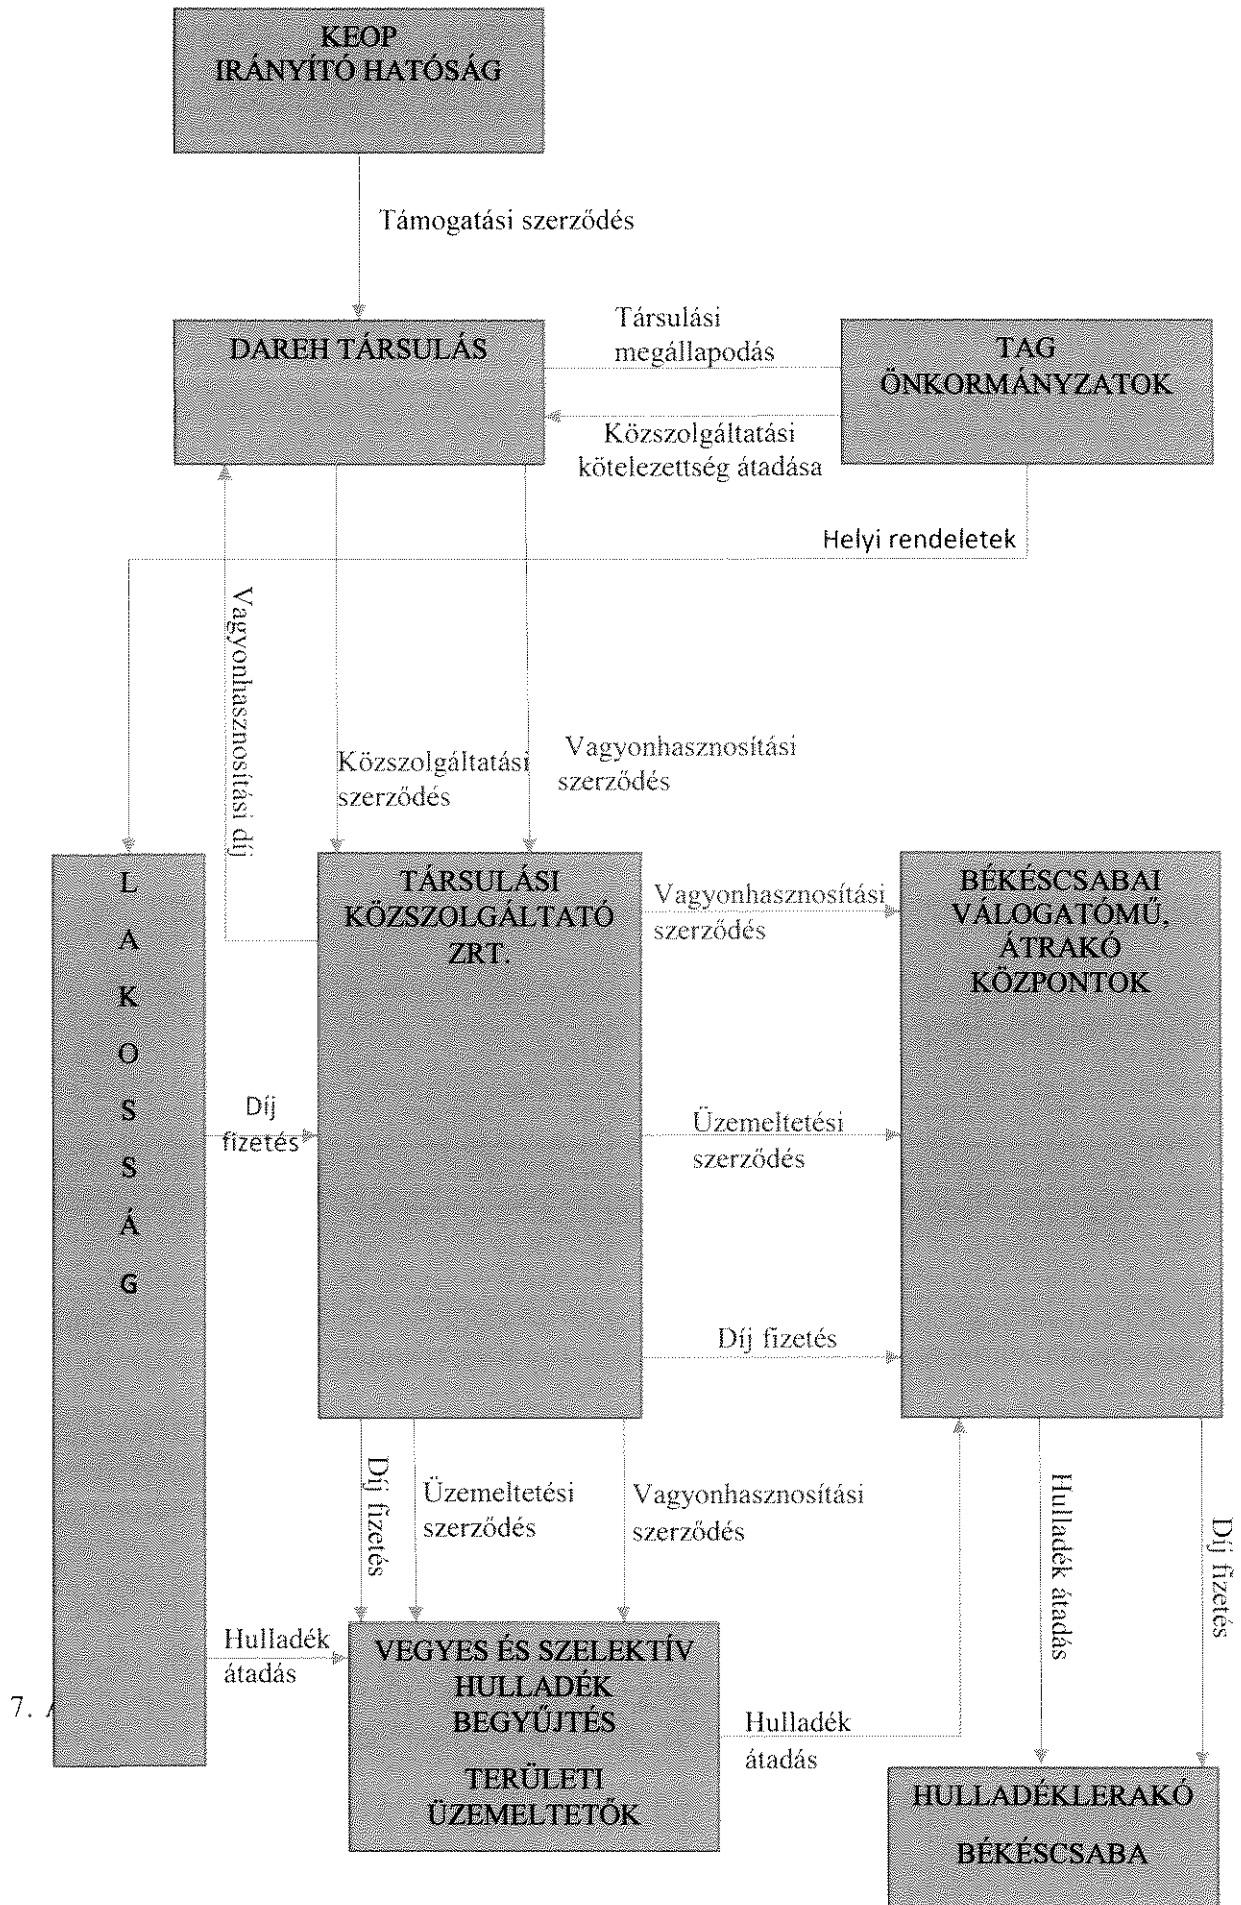 KEOP
IRÁNYÍTÓ HATÓSÁG
Támogatási szerződés
DAREH TÁRSULÁS
Társulási
megállapodás
TAG
ÖNKORMÁNYZATOK
Közszolgáltatási
kötelezettség átadása
Helyi rendeletek
Vagyonhasznosítási díj
Közszolgáltatási
szerződés
Vagyonhasznosítási
szerződés
L
A
K
O
S
S
Á
G
TÁRSULÁSI
KÖZSZOLGÁLTATÓ
ZRT.
Vagyonhasznosítási
szerződés
BÉKÉSCSABAI
VÁLOGATÓMŰ,
ÁTRAKÓ
KÖZPONTOK
Díj
fizetés
Üzemeltetési
szerződés
Díj fizetés
Díj fizetés
Üzemeltetési
szerződés
Vagyonhasznosítási
szerződés
Hulladék átadás
Díj fizetés
Hulladék
átadás
VEGYES ÉS SZELEKTÍV
HULLADÉK
BEGYŰJTÉS
TERÜLETI
ÜZEMELTETŐK
7.
Hulladék
átadás
HULLADÉKLERAKÓ
BÉKÉSCSABA